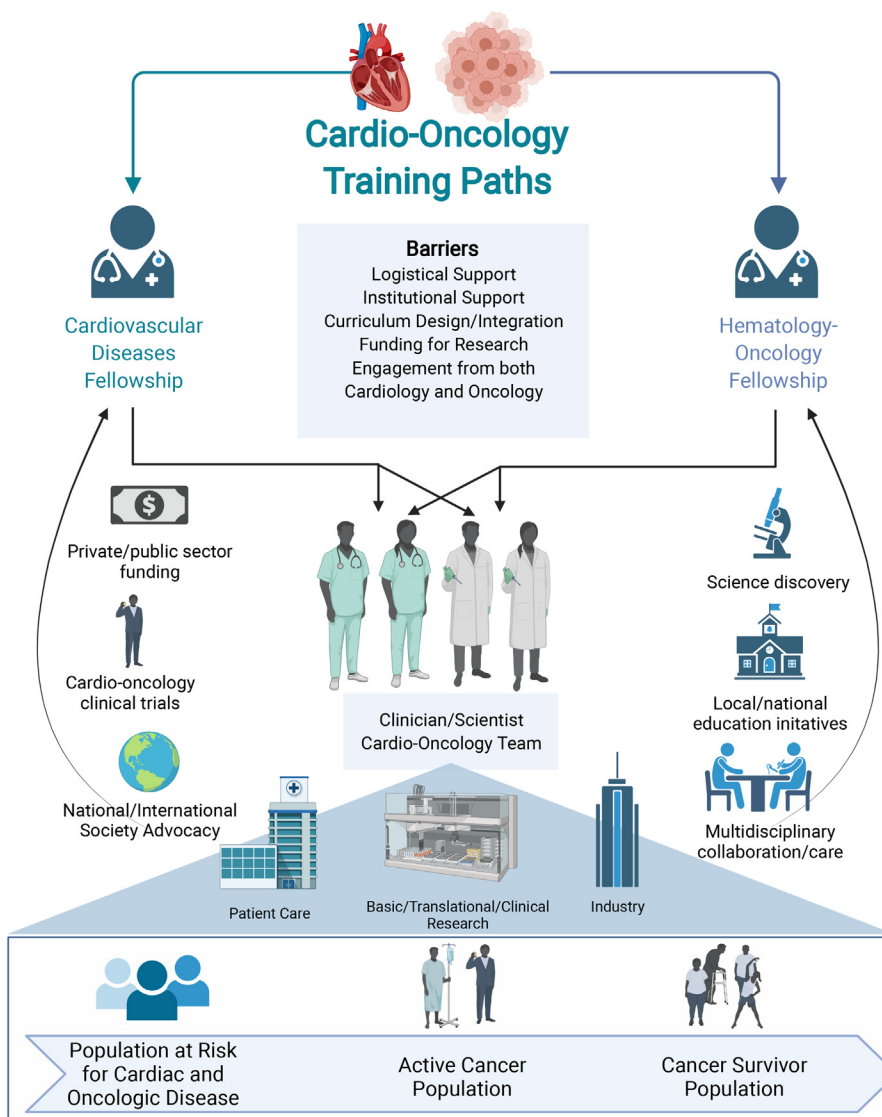 Cardio-Oncology
Training Paths
Barriers
Logistical Support
Institutional Support
Curriculum Design/Integration
Funding for Research
Engagement from both
Cardiology and Oncology
Cardiovascular
Diseases
Fellowship
Hematology-
Oncology
Fellowship
$
Private/public sector
funding
Cardio-oncology
clinical trials
National/International
Society Advocacy
Science discovery
Local/national
education initatives
Multidisciplinary
collaboration/care
Clinician/Scientist
Cardio-Oncology Team
Patient Care
Basic/Translational/Clinical
Research
Industry
Population at Risk
for Cardiac and
Oncologic Disease
Active Cancer
Population
Cancer Survivor
Population